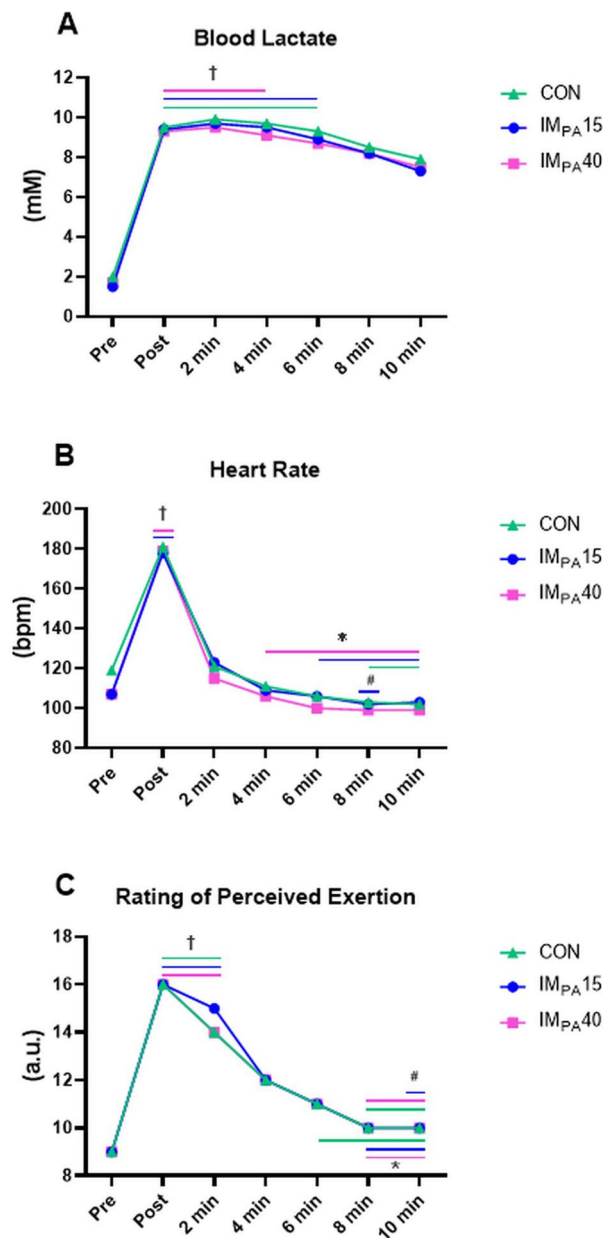 A
Blood Lactate
(mM)
12
10
8
6
4
2
0
†
Pre
Post
2 min
4 min
6 min
8 min
10 min
CON
IMPA15
IMPA40
B
Heart Rate
(bpm)
200
180
160
140
120
100
80
†
*
#
Pre
Post
2 min
4 min
6 min
8 min
10 min
CON
IMPA15
IMPA40
C
Rating of Perceived Exertion
(a.u.)
18
16
14
12
10
8
†
#
*
Pre
Post
2 min
4 min
6 min
8 min
10 min
CON
IMPA15
IMPA40